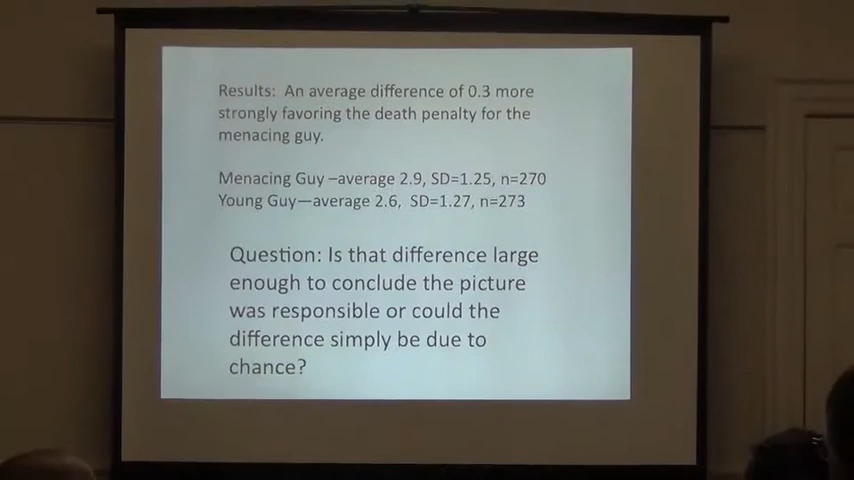 Results: An average difference of 0.3 more
strongly favoring the death penalty for the
menacing guy.
Menacing Guy –average 2.9, SD=1.25, n=270
Young Guy—average 2.6, SD=1.27, n=273
Question: Is that difference large
enough to conclude the picture
was responsible or could the
difference simply be due to
chance?